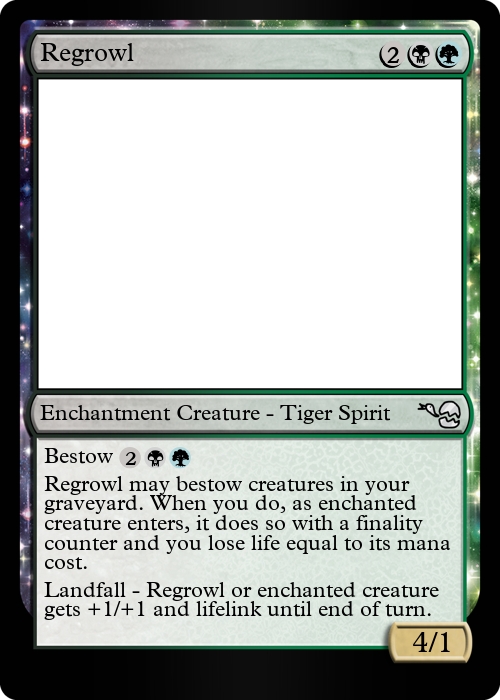 Regrowl 2
Enchantment Creature - Tiger Spirit
Bestow 2
Regrowl may bestow creatures in your
graveyard. When you do, as enchanted
creature enters, it does so with a finality
counter and you lose life equal to its mana
cost.
Landfall - Regrowl or enchanted creature
gets +1/+1 and lifelink until end of turn.
4/1